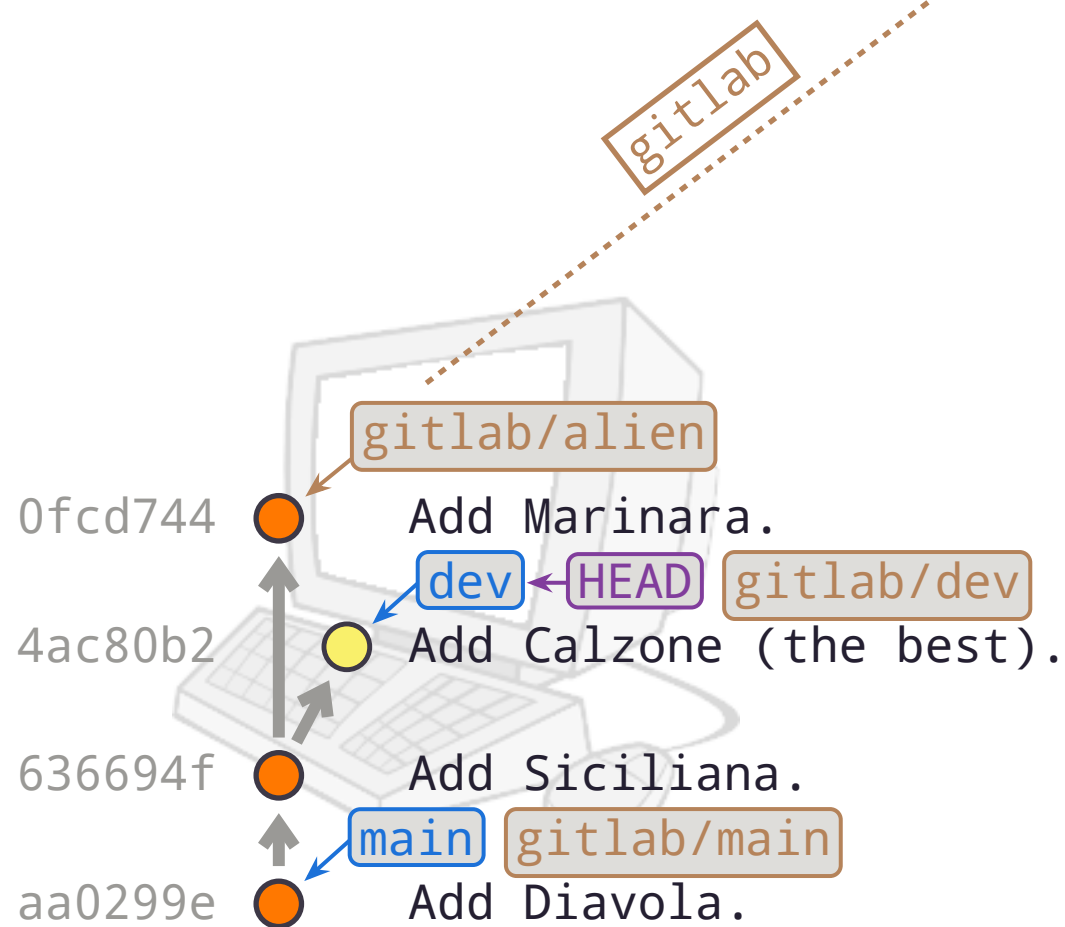 gitlab
gitlab/alien
0fcd744 Add Marinara.
dev HEAD gitlab/dev
4ac80b2 Add Calzone (the best).
636694f Add Siciliana.
main gitlab/main
aa0299e Add Diavola.